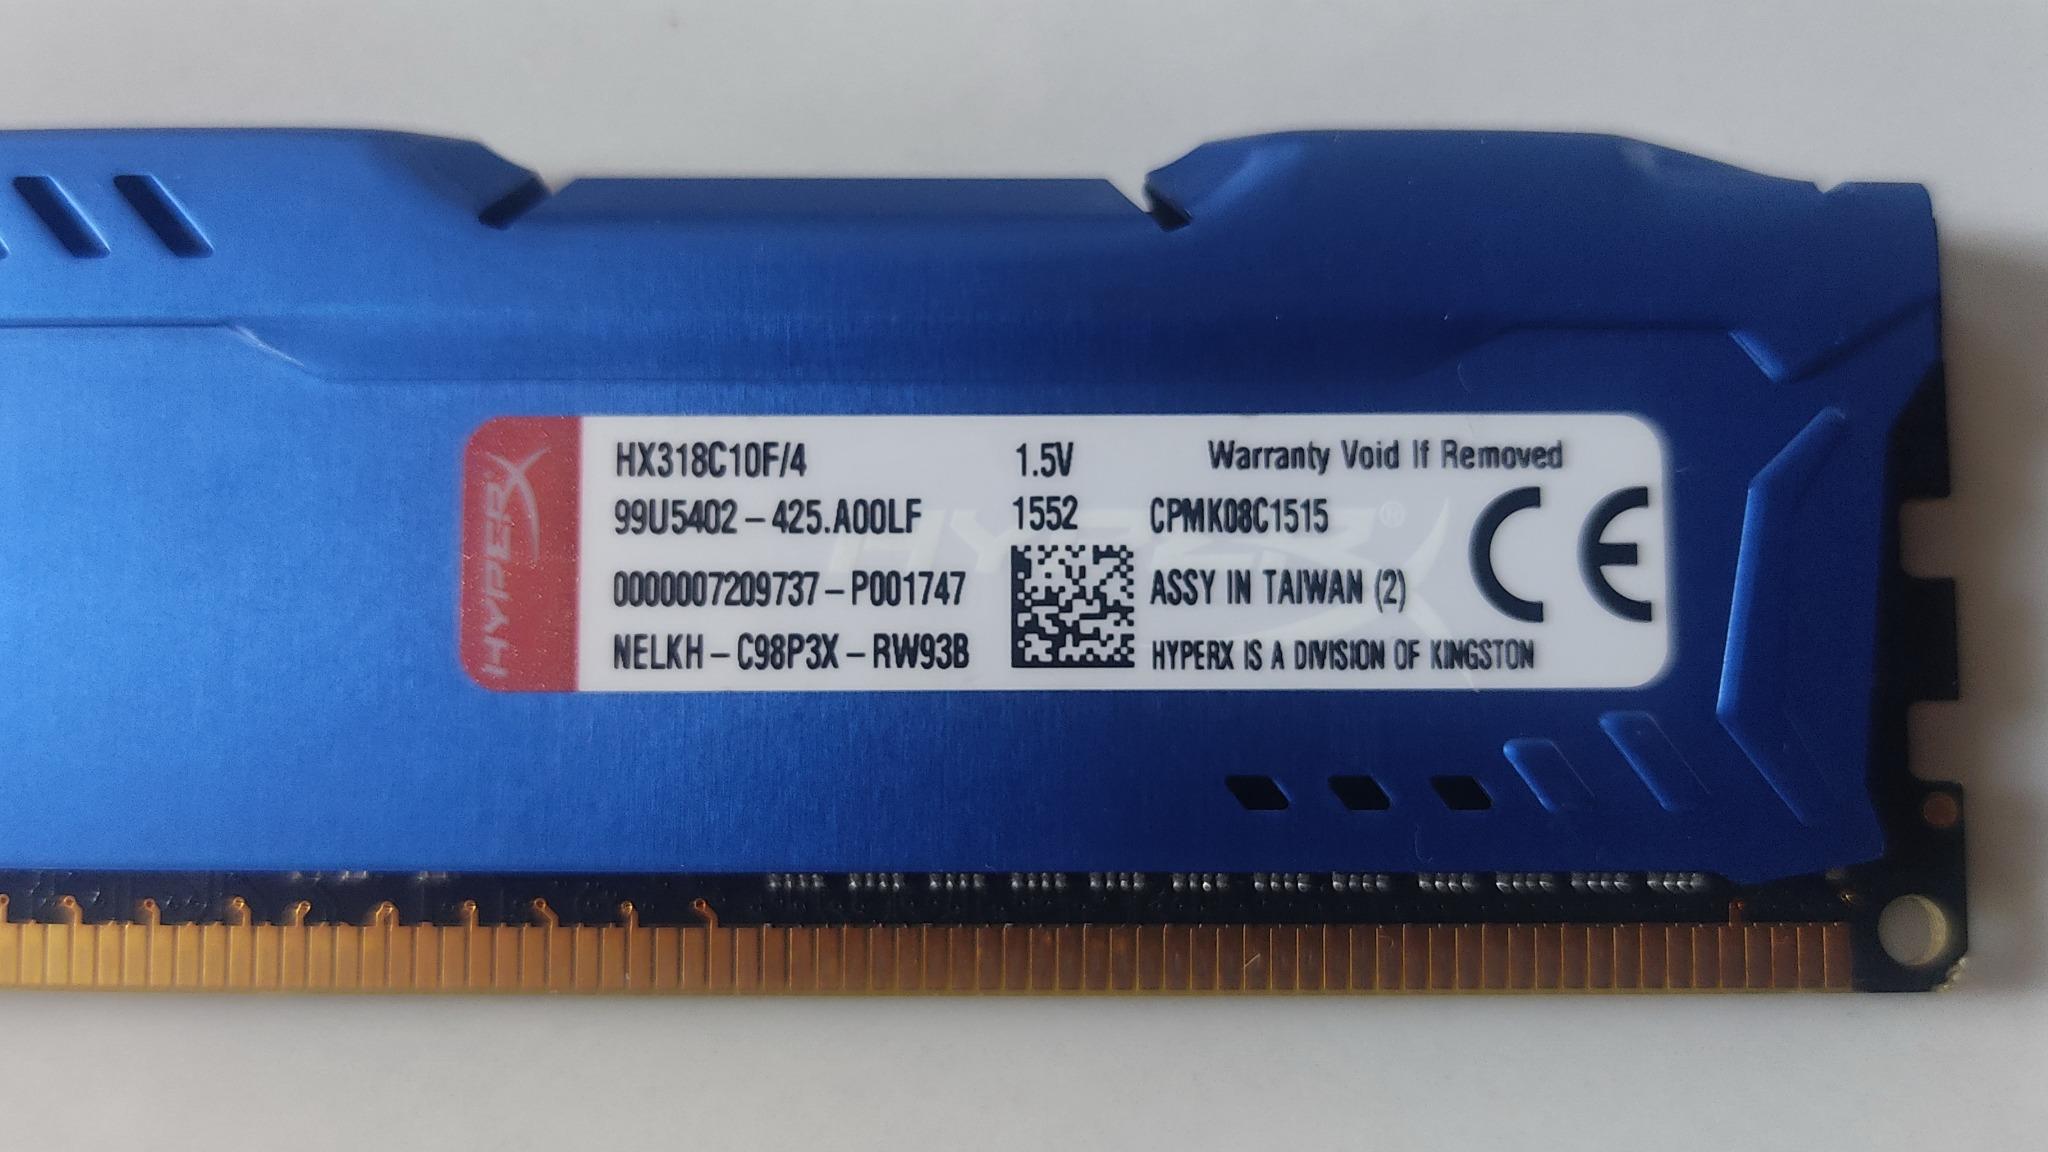 HYPERX
HX318C10F/4 1.5V Warranty Void If Removed
99U5402-425.A00LF 1552 CPMK08C1515
0000007209737-P001747 ASSY IN TAIWAN (2)
NELKH-C98P3X-RW93B HYPERX IS A DIVISION OF KINGSTON
CE
HYPERX®